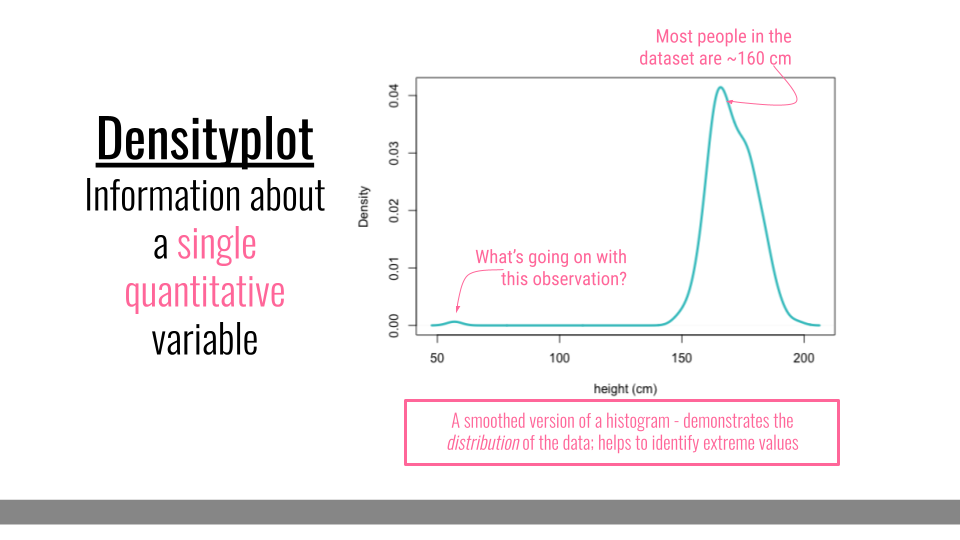 Densityplot
Information about
a single
quantitative
variable
Most people in the
dataset are ~160 cm
What's going on with
this observation?
Density
0.04
0.03
0.02
0.01
0.00
50 100 150 200
height (cm)
A smoothed version of a histogram - demonstrates the
distribution of the data; helps to identify extreme values